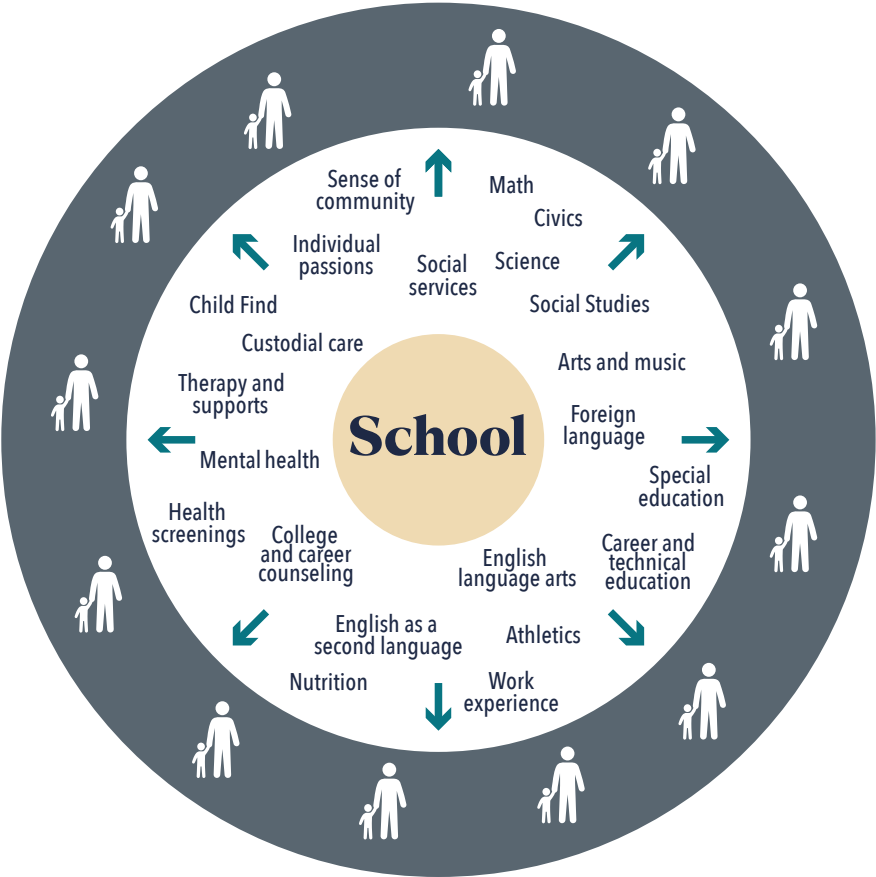 Sense of
community
Math
Civics
Individual
passions
Social
services
Science
Child Find
Social Studies
Custodial care
Arts and music
Therapy and
supports
School
Foreign
language
Mental health
Special
education
Health
screenings
College
and career
counseling
English
language arts
Career and
technical
education
English as a
second language
Athletics
Nutrition
Work
experience